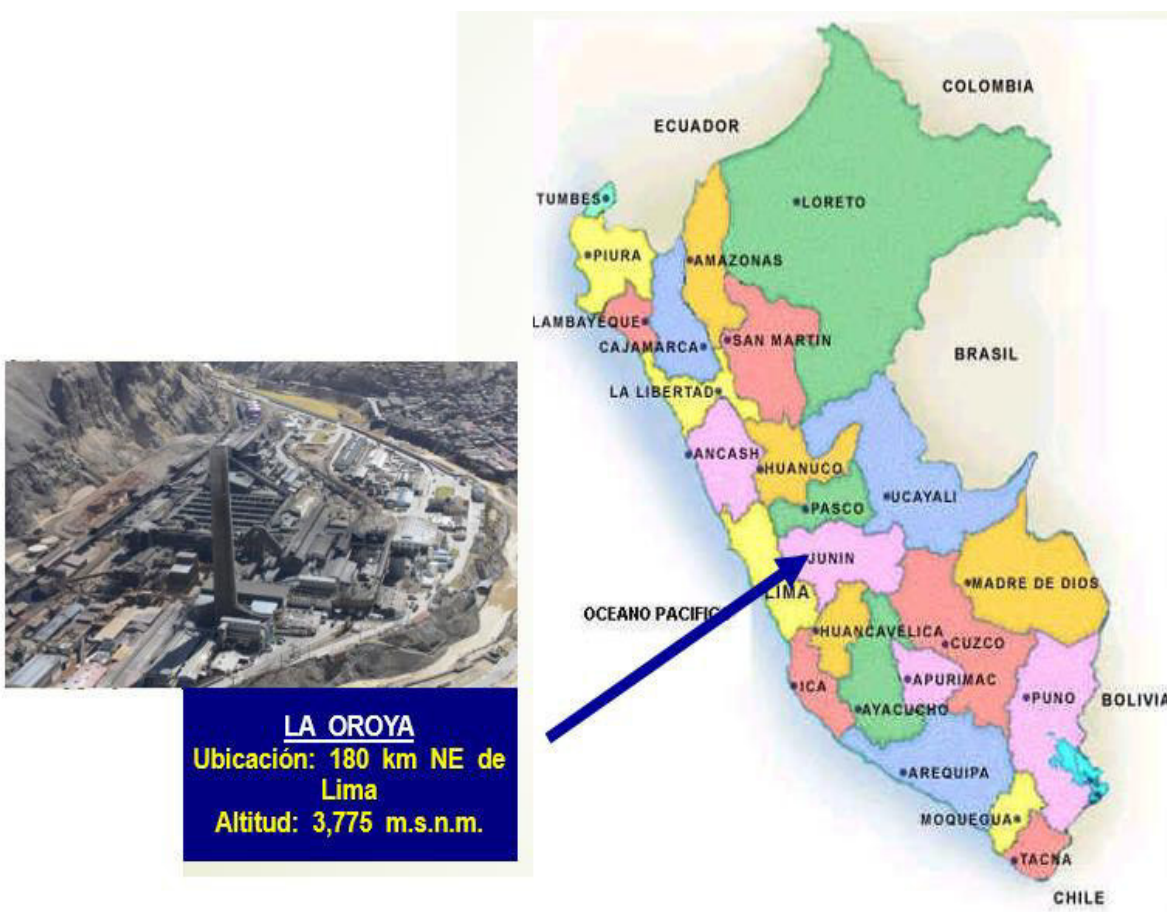 COLOMBIA
ECUADOR
TUMBES
LORETO
PIURA
AMAZONAS
LAMBAYEQUE
SAN MARTIN
CAJAMARCA
BRASIL
LA LIBERTAD
ANCASH
HUANUCO
UCAYALI
PASCO
JUNIN
MADRE DE DIOS
LIMA
OCEANO PACIFICO
HUANCAVELICA
CUZCO
ICA
APURIMAC
PUNO
BOLIVIA
AYACUCHO
LA OROYA
Ubicación: 180 km NE de
Lima
Altitud: 3,775 m.s.n.m.
AREQUIPA
MOQUEGUA
TACNA
CHILE